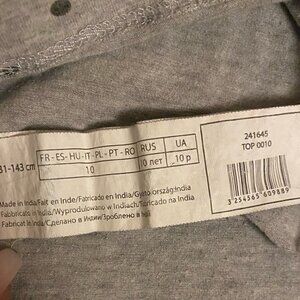 31-143 cm
FR - ES- HU -IT- PL - PT - RO
10
RUS
10 лет
UA
10 p
241645
TOP 0010
3 254565 609889
Made in India/Fait en Inde/Fabricado en India/Gyártó ország:India
Fabbricato in India/Wyprodukowano w Indiach/Fabricado na India
Fabricat in India/Сделано в Индии/Зроблено в Індії